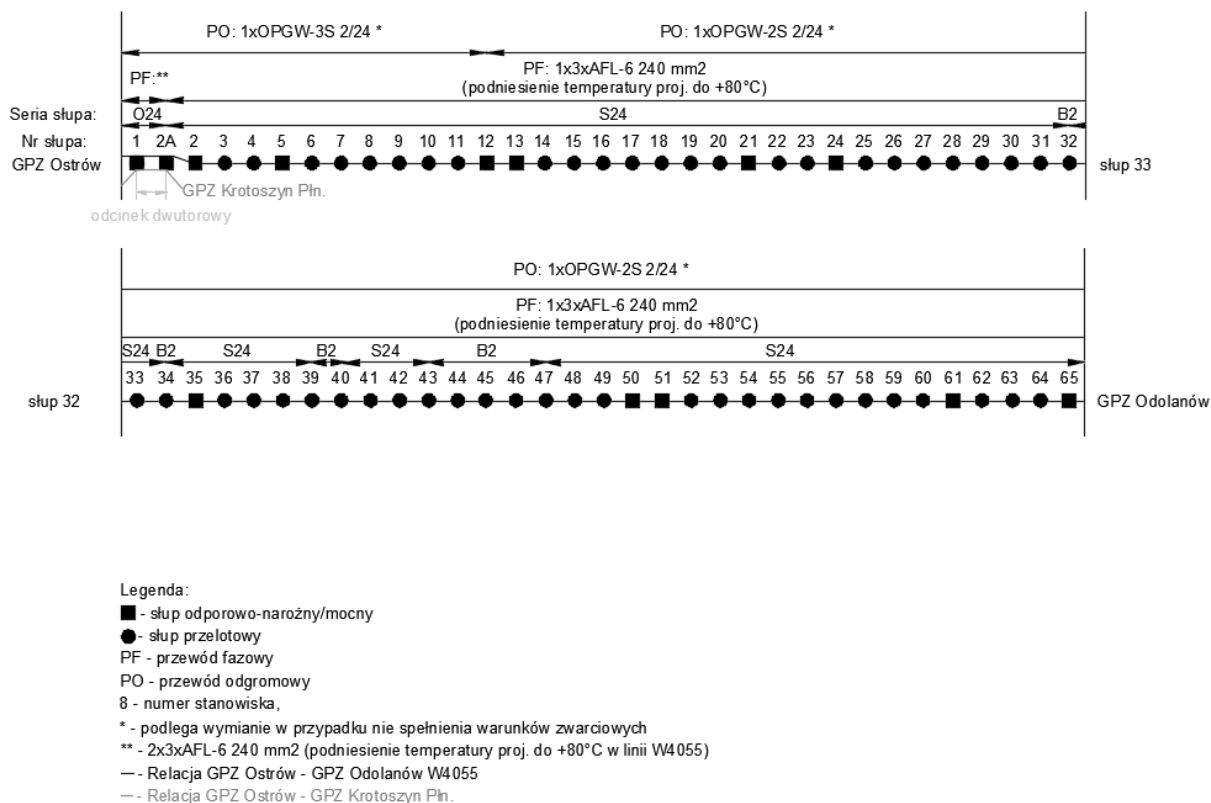 PO: 1xOPGW-3S 2/24 * PO: 1xOPGW-2S 2/24 *
PF:** PF: 1x3xAFL-6 240 mm2
(podniesienie temperatury proj. do +80°C)
Seria słupa: O24 S24 B2
Nr słupa: 1 2A 2 3 4 5 6 7 8 9 10 11 12 13 14 15 16 17 18 19 20 21 22 23 24 25 26 27 28 29 30 31 32
GPZ Ostrów słup 33
GPZ Krotoszyn Płn.
odcinek dwutorowy
PO: 1xOPGW-2S 2/24 *
PF: 1x3xAFL-6 240 mm2
(podniesienie temperatury proj. do +80°C)
S24 B2 S24 B2 S24 B2 S24
33 34 35 36 37 38 39 40 41 42 43 44 45 46 47 48 49 50 51 52 53 54 55 56 57 58 59 60 61 62 63 64 65
słup 32 GPZ Odolanów
Legenda:
- słup odporowo-narożny/mocny
- słup przelotowy
PF - przewód fazowy
PO - przewód odgromowy
8 - numer stanowiska,
* - podlega wymianie w przypadku nie spełnienia warunków zwarciowych
** - 2x3xAFL-6 240 mm2 (podniesienie temperatury proj. do +80°C w linii W4055)
- Relacja GPZ Ostrów - GPZ Odolanów W4055
- Relacja GPZ Ostrów - GPZ Krotoszyn Płn.